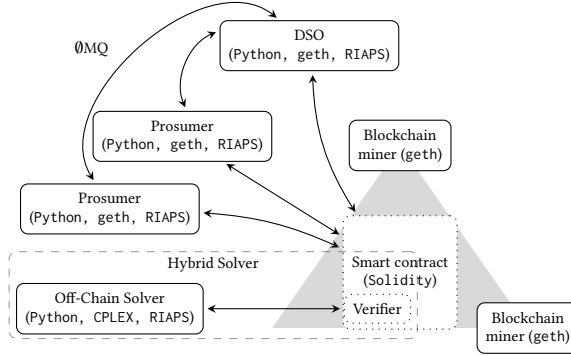 DSO
(Python, geth, RIAPS)
∅MQ
Prosumer
(Python, geth, RIAPS)
Blockchain
miner (geth)
Prosumer
(Python, geth, RIAPS)
Hybrid Solver
Smart contract
(Solidity)
Off-Chain Solver
(Python, CPLEX, RIAPS)
Verifier
Blockchain
miner (geth)